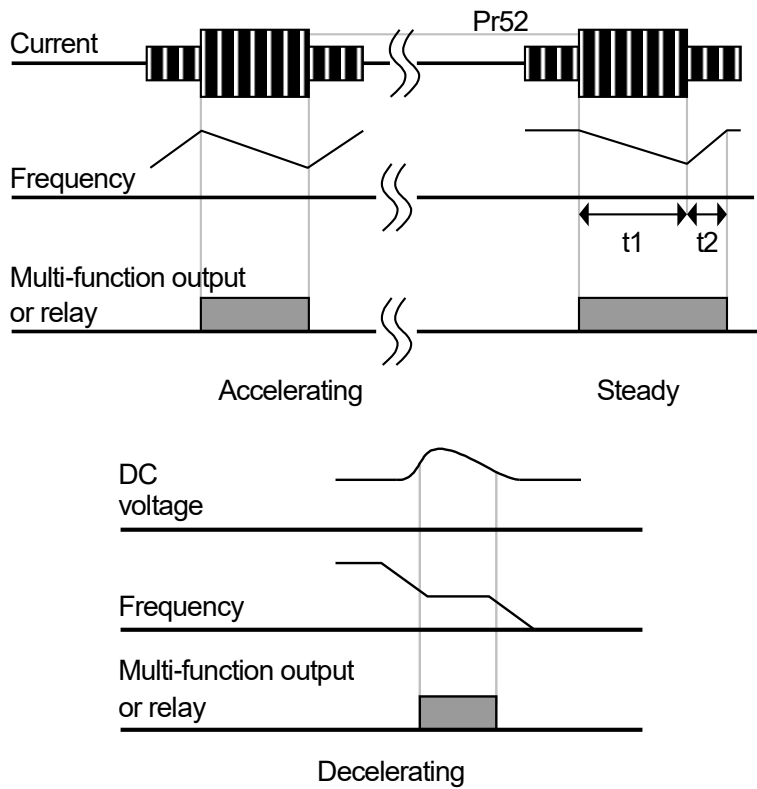 Pr52
Current
Frequency
t1 t2
Multi-function output
or relay
Accelerating Steady
DC
voltage
Frequency
Multi-function output
or relay
Decelerating